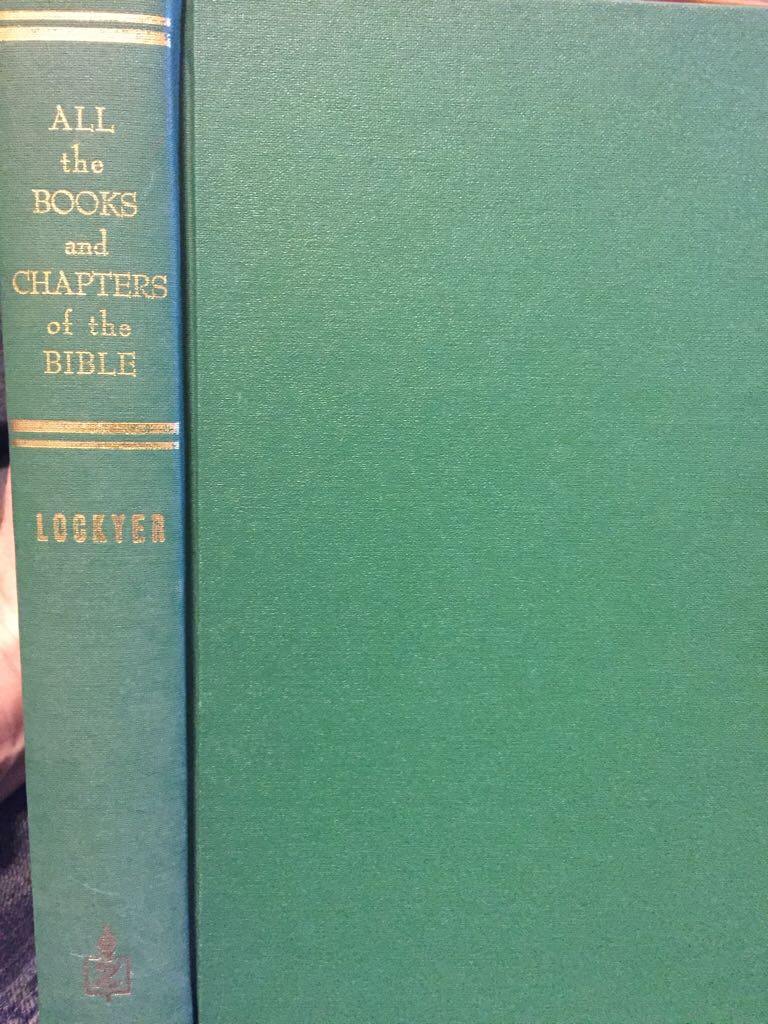 ALL
the
BOOKS
and
CHAPTERS
of the
BIBLE
LOCKYER
Z